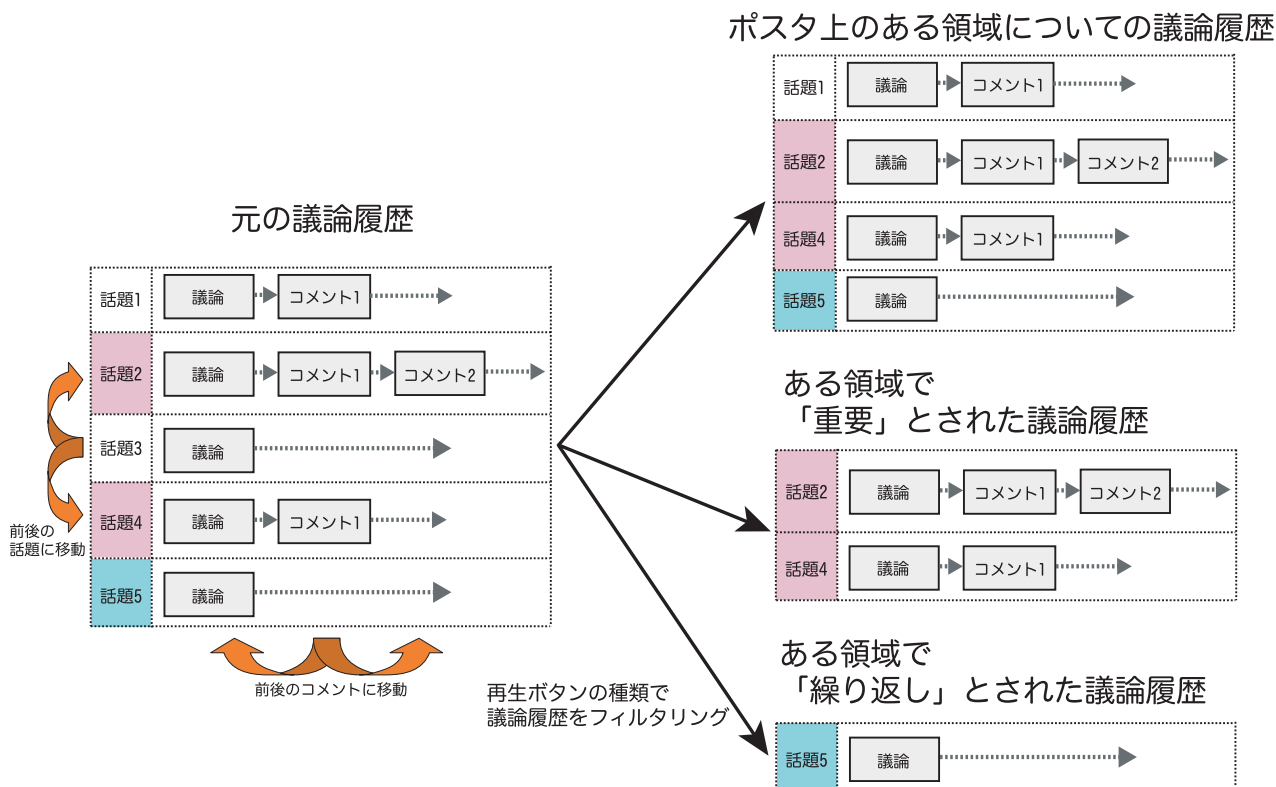 元の議論履歴
話題1
議論
コメント1
話題2
議論
コメント1
コメント2
話題3
議論
話題4
議論
コメント1
話題5
議論
前後の
話題に移動
前後のコメントに移動
再生ボタンの種類で
議論履歴をフィルタリング
ポスタ上のある領域についての議論履歴
話題1
議論
コメント1
話題2
議論
コメント1
コメント2
話題4
議論
コメント1
話題5
議論
ある領域で
「重要」とされた議論履歴
話題2
議論
コメント1
コメント2
話題4
議論
コメント1
ある領域で
「繰り返し」とされた議論履歴
話題5
議論